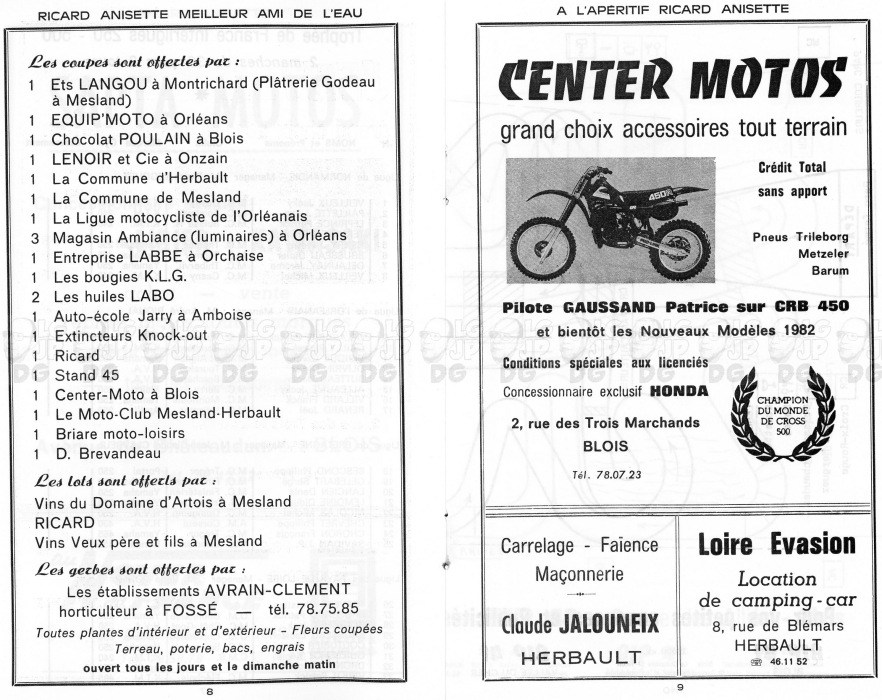 RICARD ANISETTE MEILLEUR AMI DE L'EAU
Les coupes sont offertes par :
1 Ets LANGOU à Montrichard (Plâtrerie Godeau
à Mesland)
1 EQUIP'MOTO à Orléans
1 Chocolat POULAIN à Blois
1 LENOIR et Cie à Onzain
1 La Commune d'Herbault
1 La Commune de Mesland
1 La Ligue motocycliste de l'Orléanais
3 Magasin Ambiance (luminaires) à Orléans
1 Entreprise LABBE à Orchaise
1 Les bougies K.L.G.
2 Les huiles LABO
1 Auto-école Jarry à Amboise
1 Extincteurs Knock-out
1 Ricard
1 Stand 45
1 Center-Moto à Blois
1 Le Moto-Club Mesland-Herbault
1 Briare moto-loisirs
1 D. Brevandeau
Les lots sont offerts par :
Vins du Domaine d'Artois à Mesland
RICARD
Vins Veux père et fils a Mesland
Les gerbes sont offertes par :
Les établissements AVRAIN-CLEMENT
horticulteur à FOSSÉ — tél. 78.75.85
Toutes plantes d'intérieur et d'extérieur – Fleurs coupées
Terreau, poterie, bacs, engrais
ouvert tous les jours et le dimanche matin
8
A L'APERITIF RICARD ANISETTE
CENTER MOTOS
grand choix accessoires tout terrain
450
Crédit Total
sans apport
Pneus Trileborg
Metzeler
Barum
Pilote GAUSSAND Patrice sur CRB 450
et bientôt les Nouveaux Modèles 1982
Conditions spéciales aux licenciés
Concessionnaire exclusif HONDA
2, rue des Trois Marchands
BLOIS
Tél. 78.07.23
CHAMPION
DU MONDE
DE CROSS
500
Carrelage - Faïence
Maçonnerie
Claude JALOUNEIX
HERBAULT
Loire Evasion
Location
de camping-car
8, rue de Blémars
HERBAULT
☎ 46.11 52
9